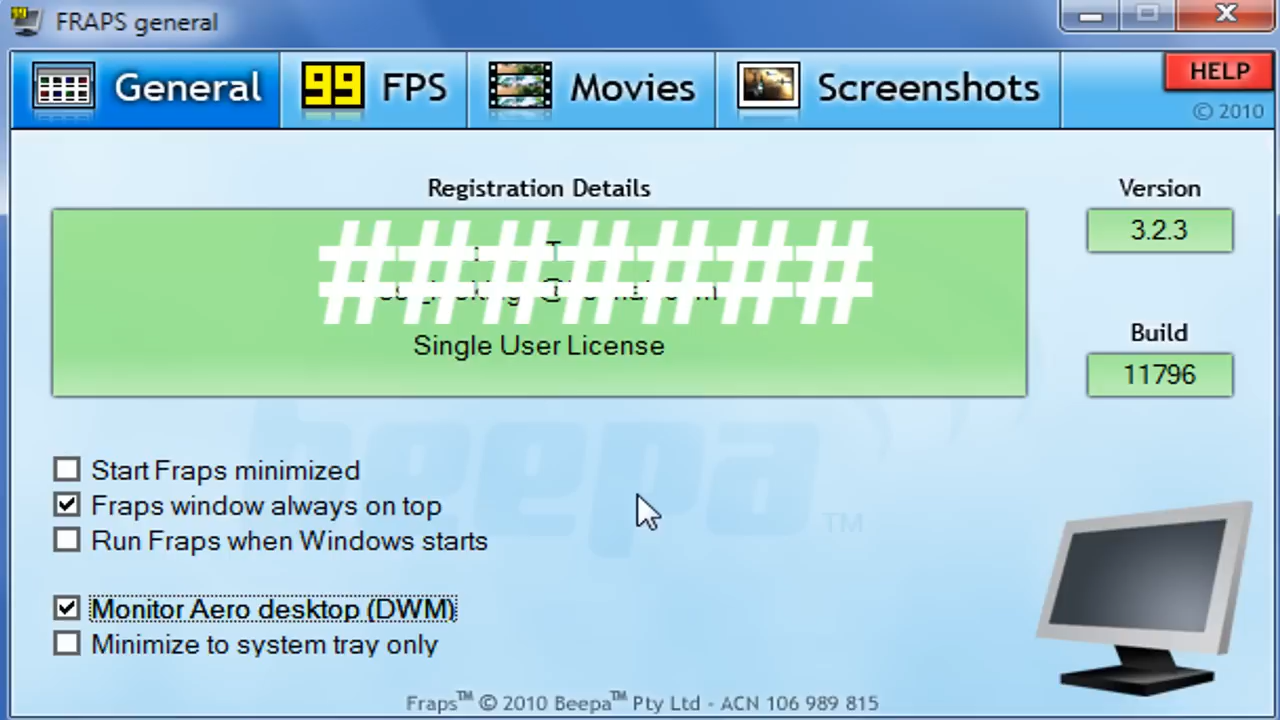 FRAPS general
General
99 FPS
Movies
Screenshots
HELP
© 2010
Registration Details
#######
Single User License
Version
3.2.3
Build
11796
beepa™
Start Fraps minimized
Fraps window always on top
Run Fraps when Windows starts
Monitor Aero desktop (DWM)
Minimize to system tray only
Fraps™ © 2010 Beepa™ Pty Ltd - ACN 106 989 815